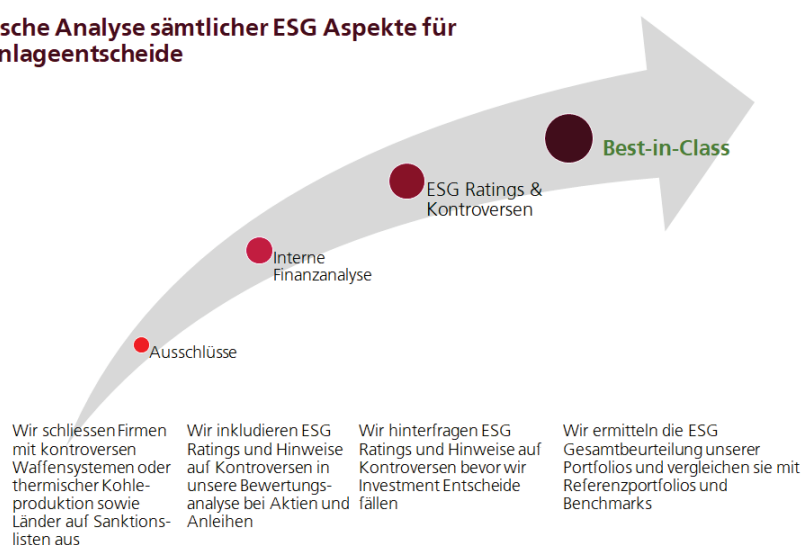 sche Analyse sämtlicher ESG Aspekte für
nlageentscheide
Best-in-Class
ESG Ratings &
Kontroversen
Interne
Finanzanalyse
Ausschlüsse
Wir schliessen Firmen
mit kontroversen
Waffensystemen oder
thermischer Kohle-
produktion sowie
Länder auf Sanktions-
listen aus
Wir inkludieren ESG
Ratings und Hinweise
auf Kontroversen in
unsere Bewertungs-
analyse bei Aktien und
Anleihen
Wir hinterfragen ESG
Ratings und Hinweise auf
Kontroversen bevor wir
Investment Entscheide
fällen
Wir ermitteln die ESG
Gesamtbeurteilung unserer
Portfolios und vergleichen sie mit
Referenzportfolios und
Benchmarks